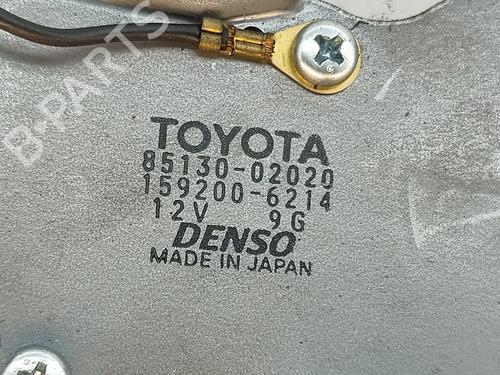 B-PARTS
TOYOTA
85130-02020
159200-6214
12V 9G
DENSO
MADE IN JAPAN